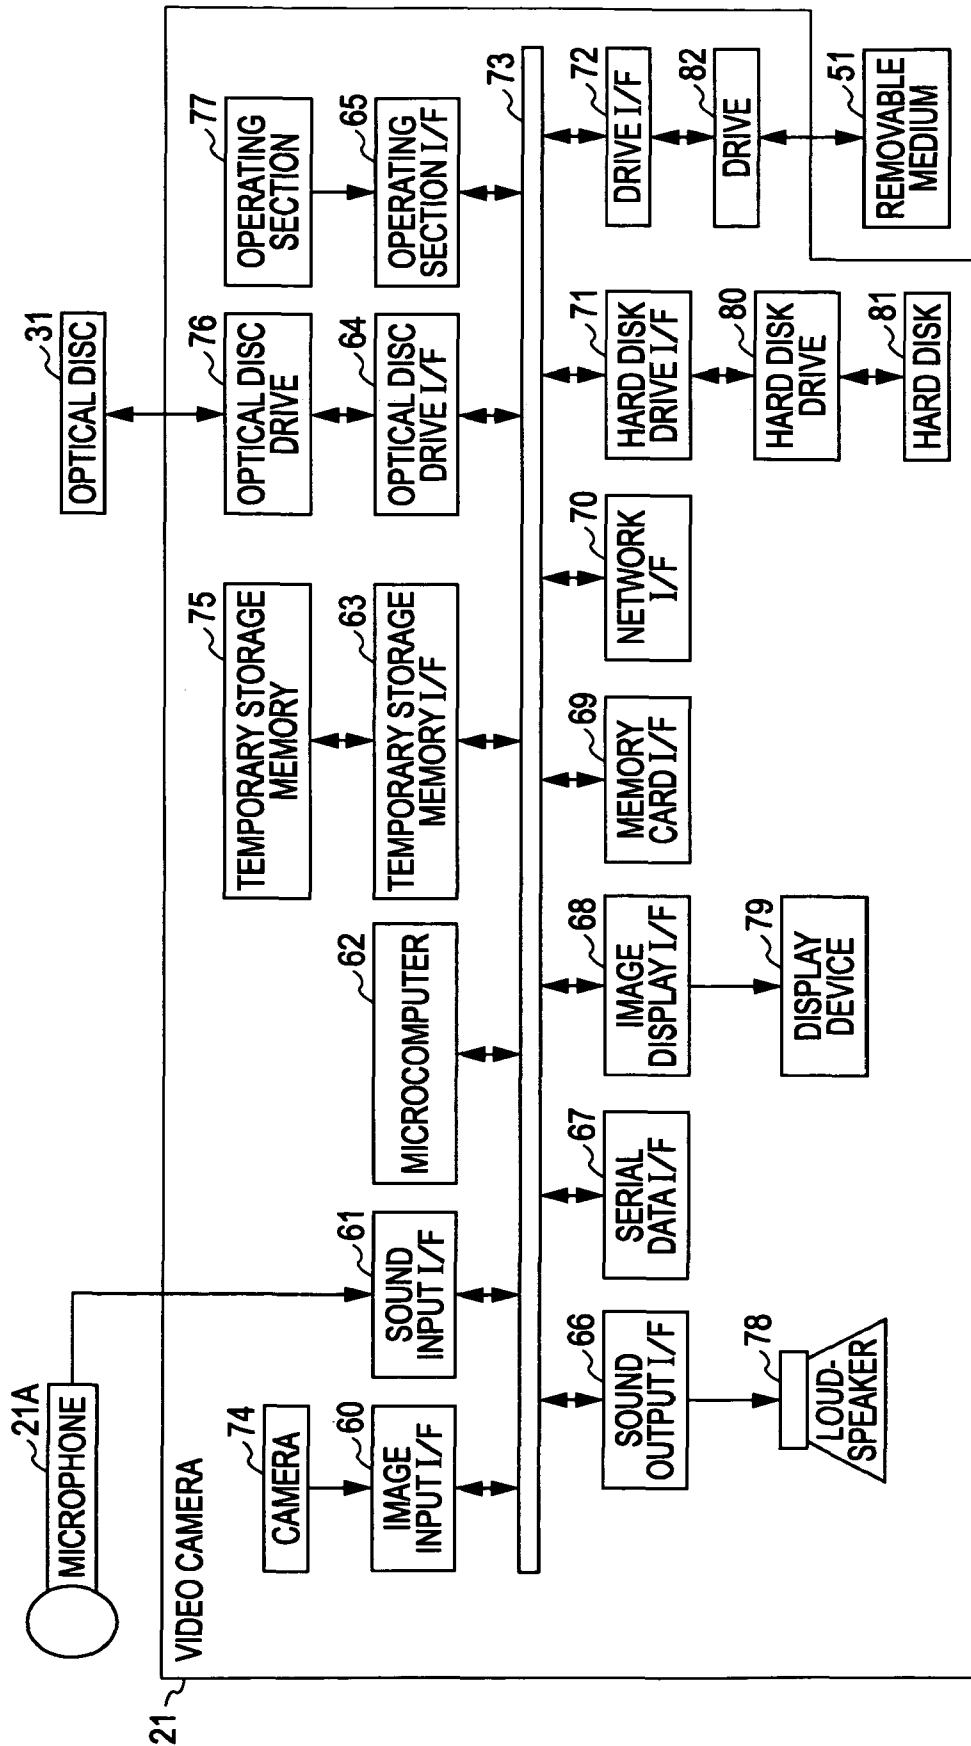 21A
MICROPHONE
31
OPTICAL DISC
21
VIDEO CAMERA
74
CAMERA
75
TEMPORARY STORAGE
MEMORY
76
OPTICAL DISC
DRIVE
77
OPERATING
SECTION
60
IMAGE
INPUT I/F
61
SOUND
INPUT I/F
62
MICROCOMPUTER
63
TEMPORARY STORAGE
MEMORY I/F
64
OPTICAL DISC
DRIVE I/F
65
OPERATING
SECTION I/F
73
66
SOUND
OUTPUT I/F
67
SERIAL
DATA I/F
68
IMAGE
DISPLAY I/F
69
MEMORY
CARD I/F
70
NETWORK
I/F
71
HARD DISK
DRIVE I/F
72
DRIVE I/F
78
LOUD-
SPEAKER
79
DISPLAY
DEVICE
80
HARD DISK
DRIVE
82
DRIVE
81
HARD DISK
51
REMOVABLE
MEDIUM